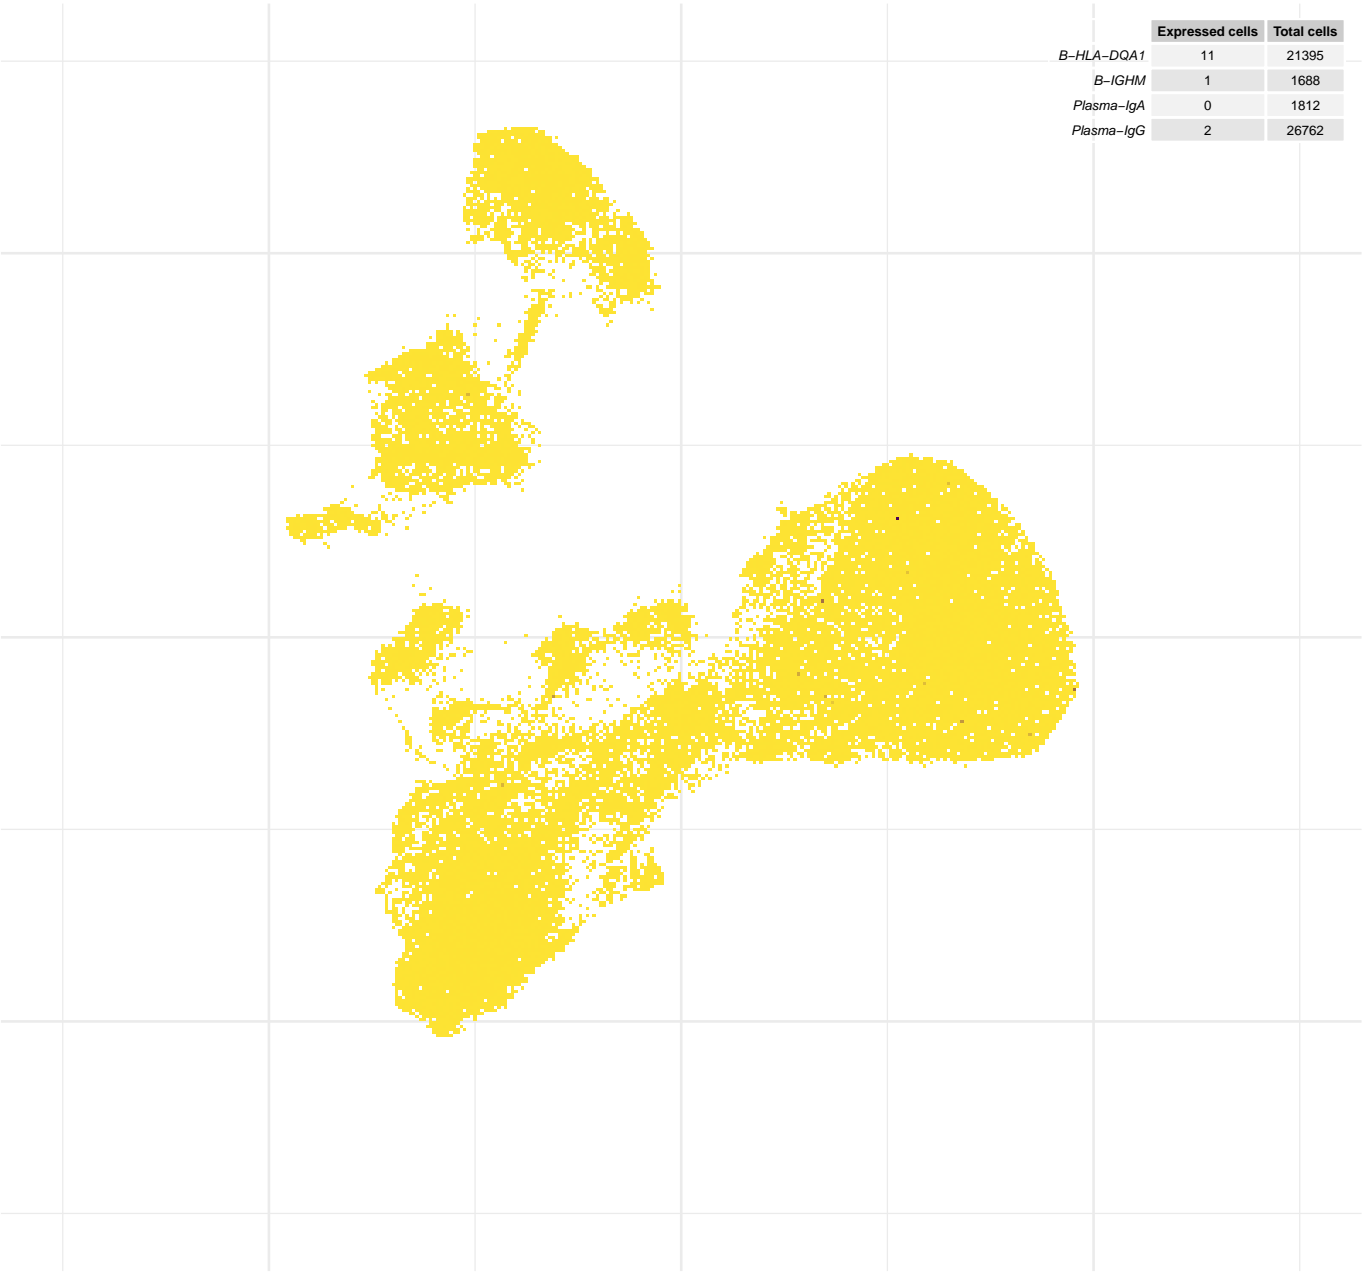 Expressed cells Total cells
B−HLA−DQA1 11 21395
B−IGHM 1 1688
Plasma−IgA 0 1812
Plasma−IgG 2 26762